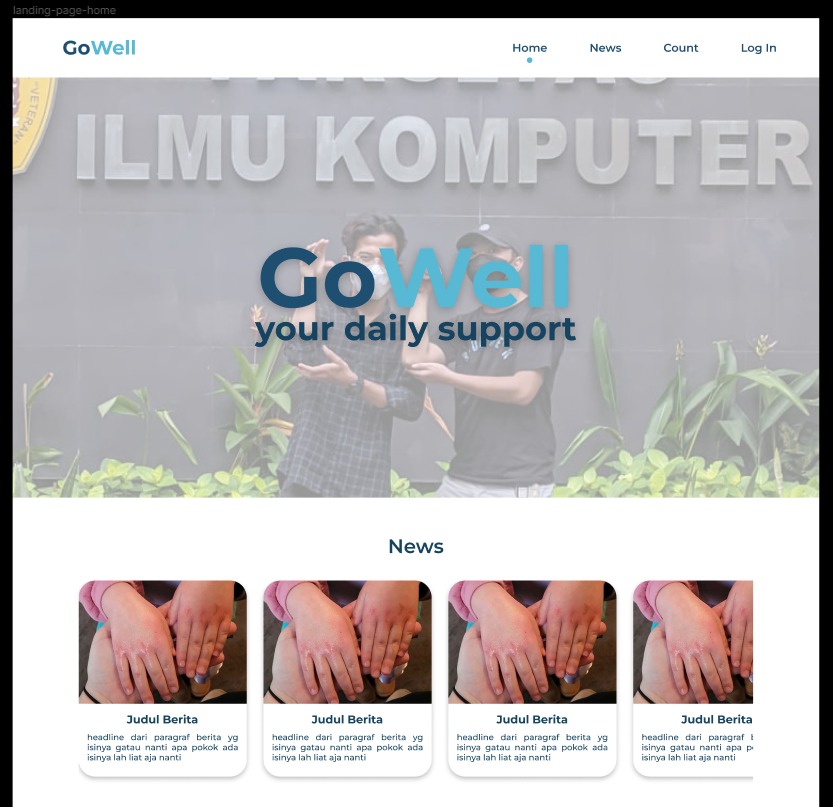 landing-page-home
GoWell
Home
News
Count
Log In
"VETERAN"
FAKULTAS
ILMU KOMPUTER
GoWell
your daily support
News
Judul Berita
headline dari paragraf berita yg
isinya gatau nanti apa pokok ada
isinya lah liat aja nanti
Judul Berita
headline dari paragraf berita yg
isinya gatau nanti apa pokok ada
isinya lah liat aja nanti
Judul Berita
headline dari paragraf berita yg
isinya gatau nanti apa pokok ada
isinya lah liat aja nanti
Judul Berita
headline dari paragraf b
isinya gatau nanti apa p
isinya lah liat aja nanti